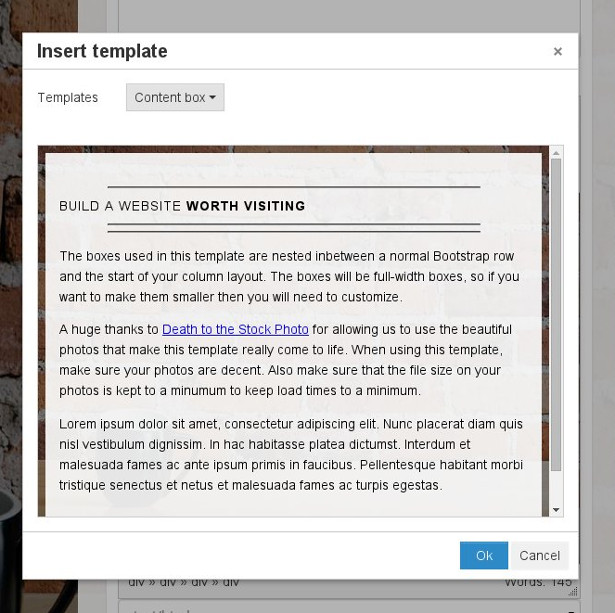 Insert template
×
Templates
Content box
BUILD A WEBSITE WORTH VISITING
The boxes used in this template are nested inbetween a normal Bootstrap row
and the start of your column layout. The boxes will be full-width boxes, so if you
want to make them smaller then you will need to customize.
A huge thanks to Death to the Stock Photo for allowing us to use the beautiful
photos that make this template really come to life. When using this template,
make sure your photos are decent. Also make sure that the file size on your
photos is kept to a minumum to keep load times to a minimum.
Lorem ipsum dolor sit amet, consectetur adipiscing elit. Nunc placerat diam quis
nisl vestibulum dignissim. In hac habitasse platea dictumst. Interdum et
malesuada fames ac ante ipsum primis in faucibus. Pellentesque habitant morbi
tristique senectus et netus et malesuada fames ac turpis egestas.
Ok
Cancel
div » div » div » div
Words: 145